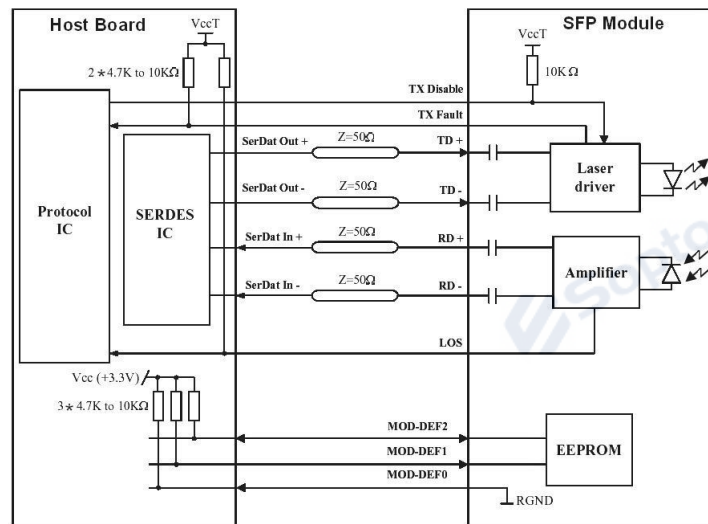 Host Board
SFP Module
VccT
VccT
2 * 4.7K to 10KΩ
10KΩ
TX Disable
TX Fault
SerDat Out +
Z=50Ω
TD +
SerDat Out -
Z=50Ω
TD -
Laser driver
Protocol IC
SERDES IC
SerDat In +
Z=50Ω
RD +
Amplifier
SerDat In -
Z=50Ω
RD -
LOS
Vcc (+3.3V)
3 * 4.7K to 10KΩ
MOD-DEF2
MOD-DEF1
MOD-DEF0
EEPROM
RGND
Sopto